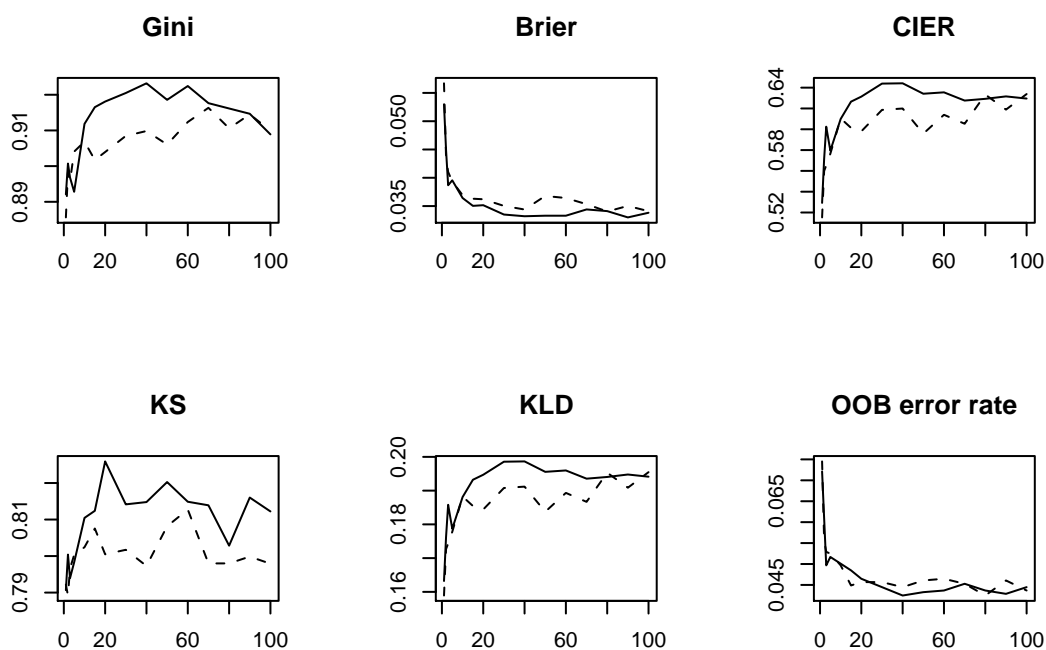 Gini
Brier
CIER
0.89 0.91
0.035 0.050
0.52 0.58 0.64
0 20 60 100
0 20 60 100
0 20 60 100
KS
KLD
OOB error rate
0.79 0.81
0.16 0.18 0.20
0.045 0.065
0 20 60 100
0 20 60 100
0 20 60 100